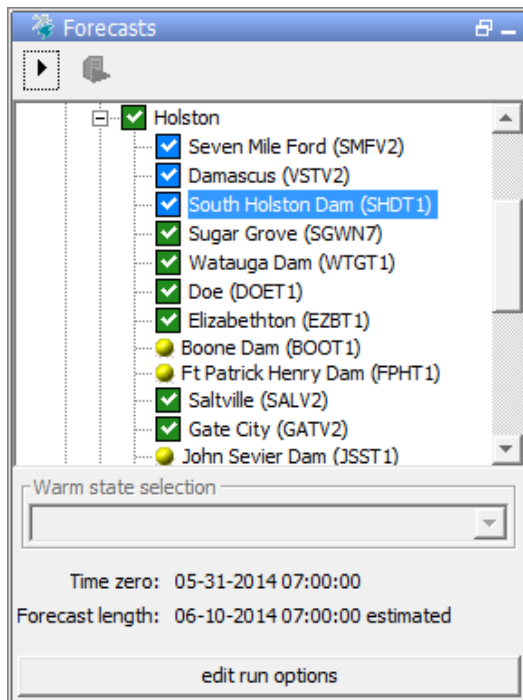 Forecasts
Holston
Seven Mile Ford (SMFV2)
Damascus (VSTV2)
South Holston Dam (SHDT1)
Sugar Grove (SGWN7)
Watauga Dam (WTGT1)
Doe (DOET1)
Elizabethton (EZBT1)
Boone Dam (BOOT1)
Ft Patrick Henry Dam (FPHT1)
Saltville (SALV2)
Gate City (GATV2)
John Sevier Dam (JSST1)
Warm state selection
Time zero: 05-31-2014 07:00:00
Forecast length: 06-10-2014 07:00:00 estimated
edit run options